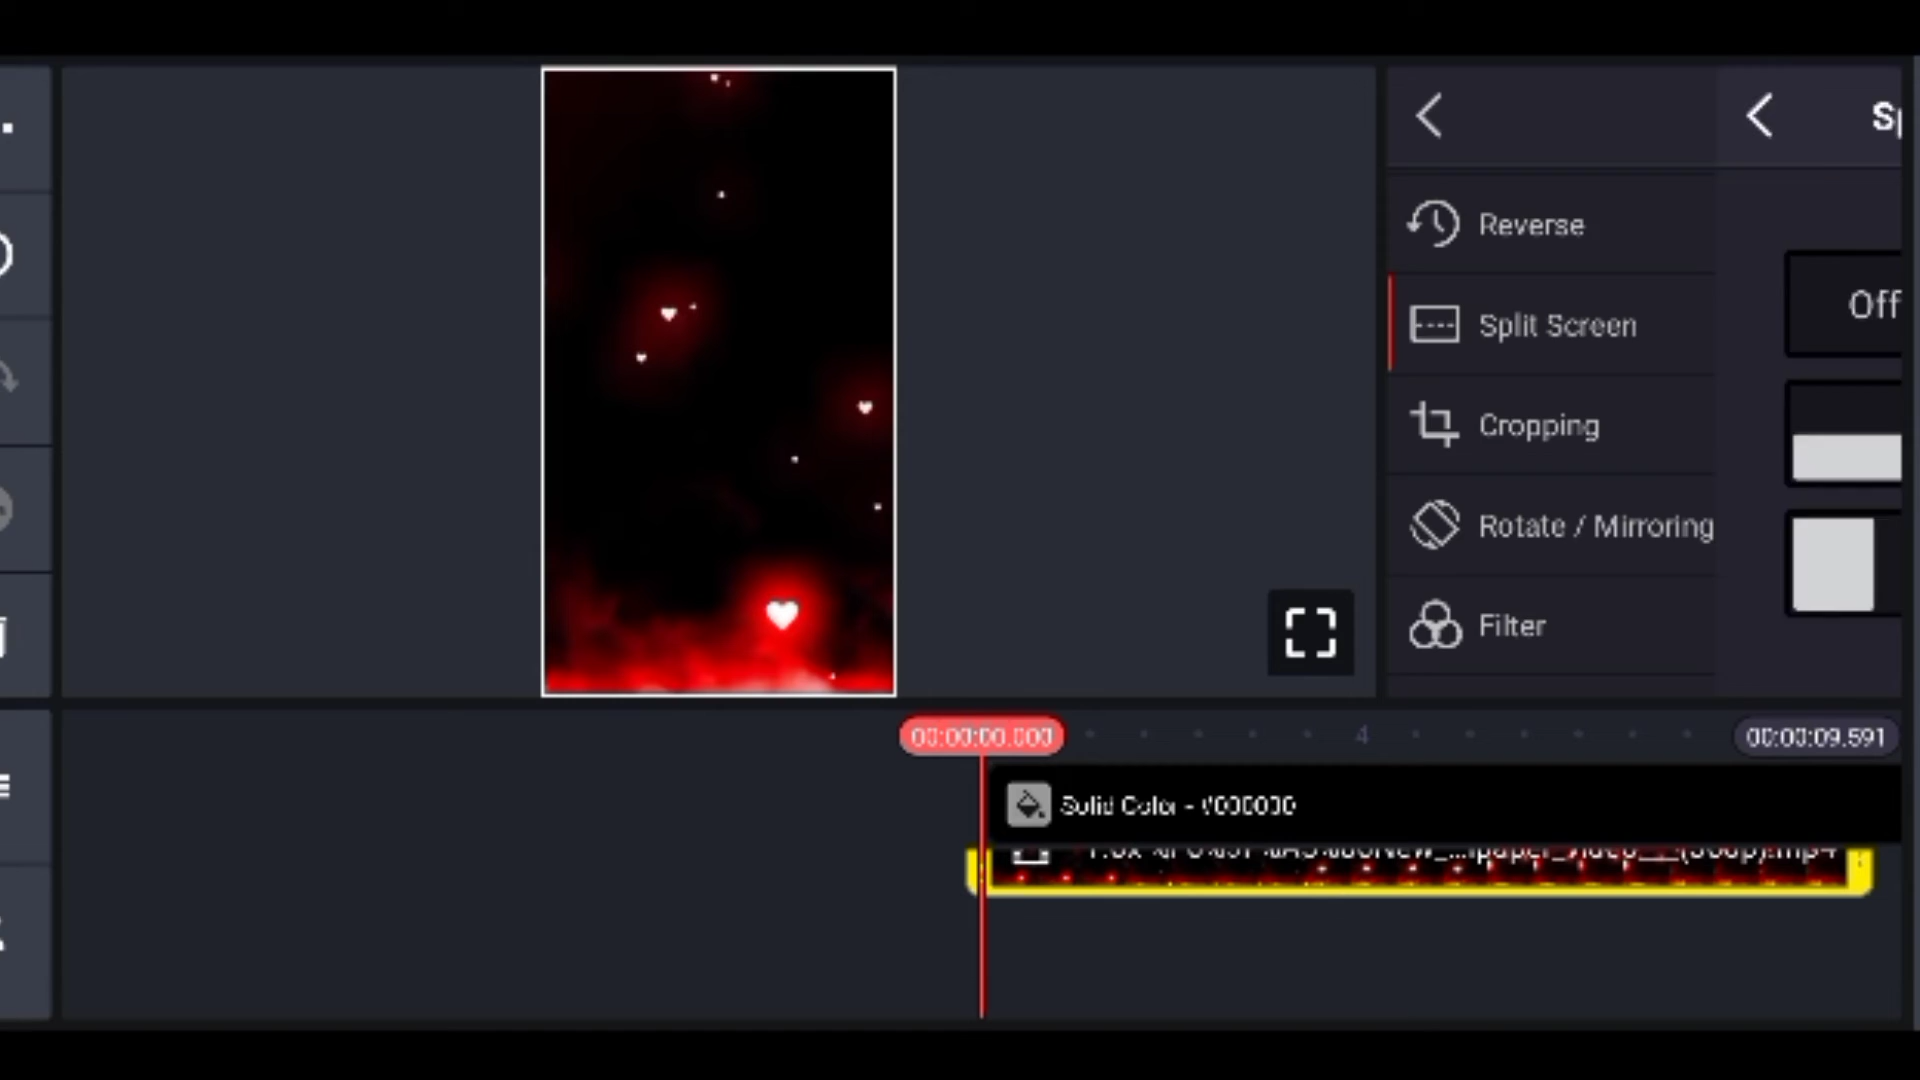 Reverse
Off
Split Screen
Cropping
Rotate / Mirroring
Filter
00:00:00.000
4
00:00:09.591
Solid Color - #000000